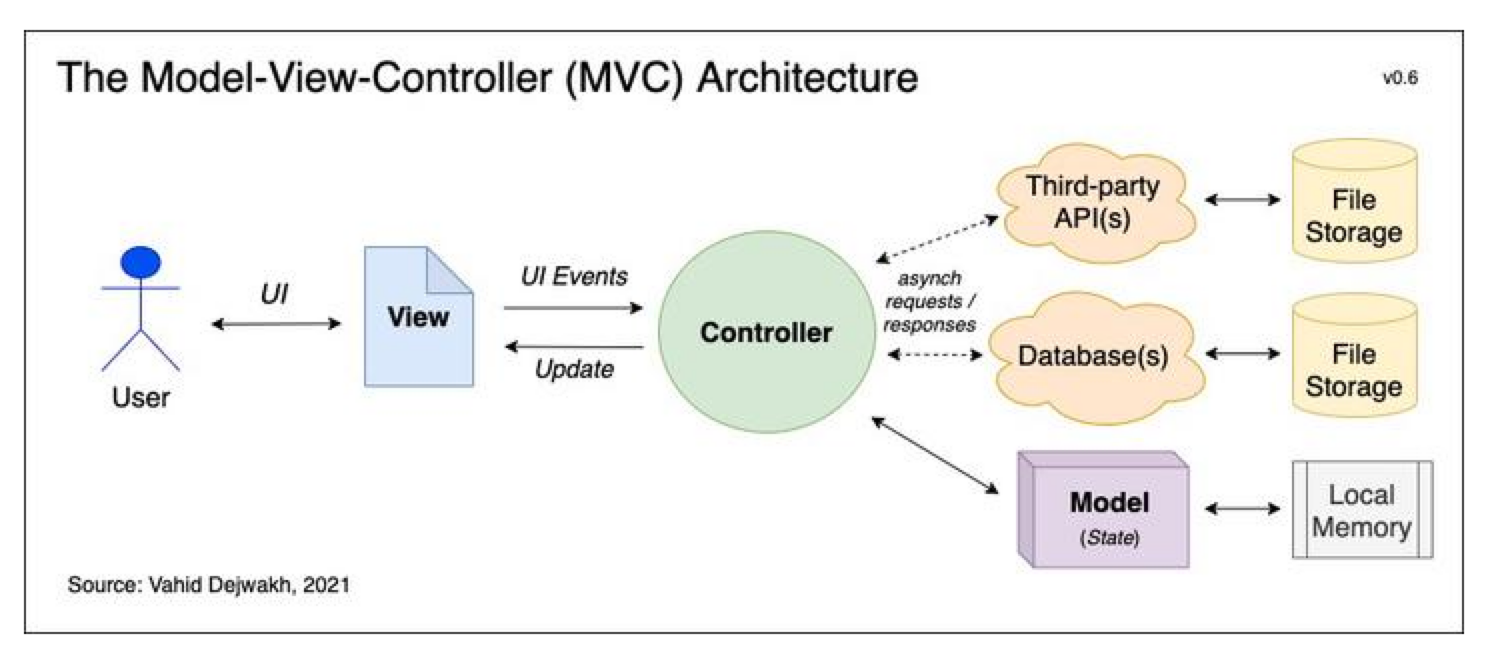 The Model-View-Controller (MVC) Architecture
v0.6
User
UI
View
UI Events
Update
Controller
asynch
requests /
responses
Third-party
API(s)
File
Storage
Database(s)
File
Storage
Model
(State)
Local
Memory
Source: Vahid Dejwakh, 2021